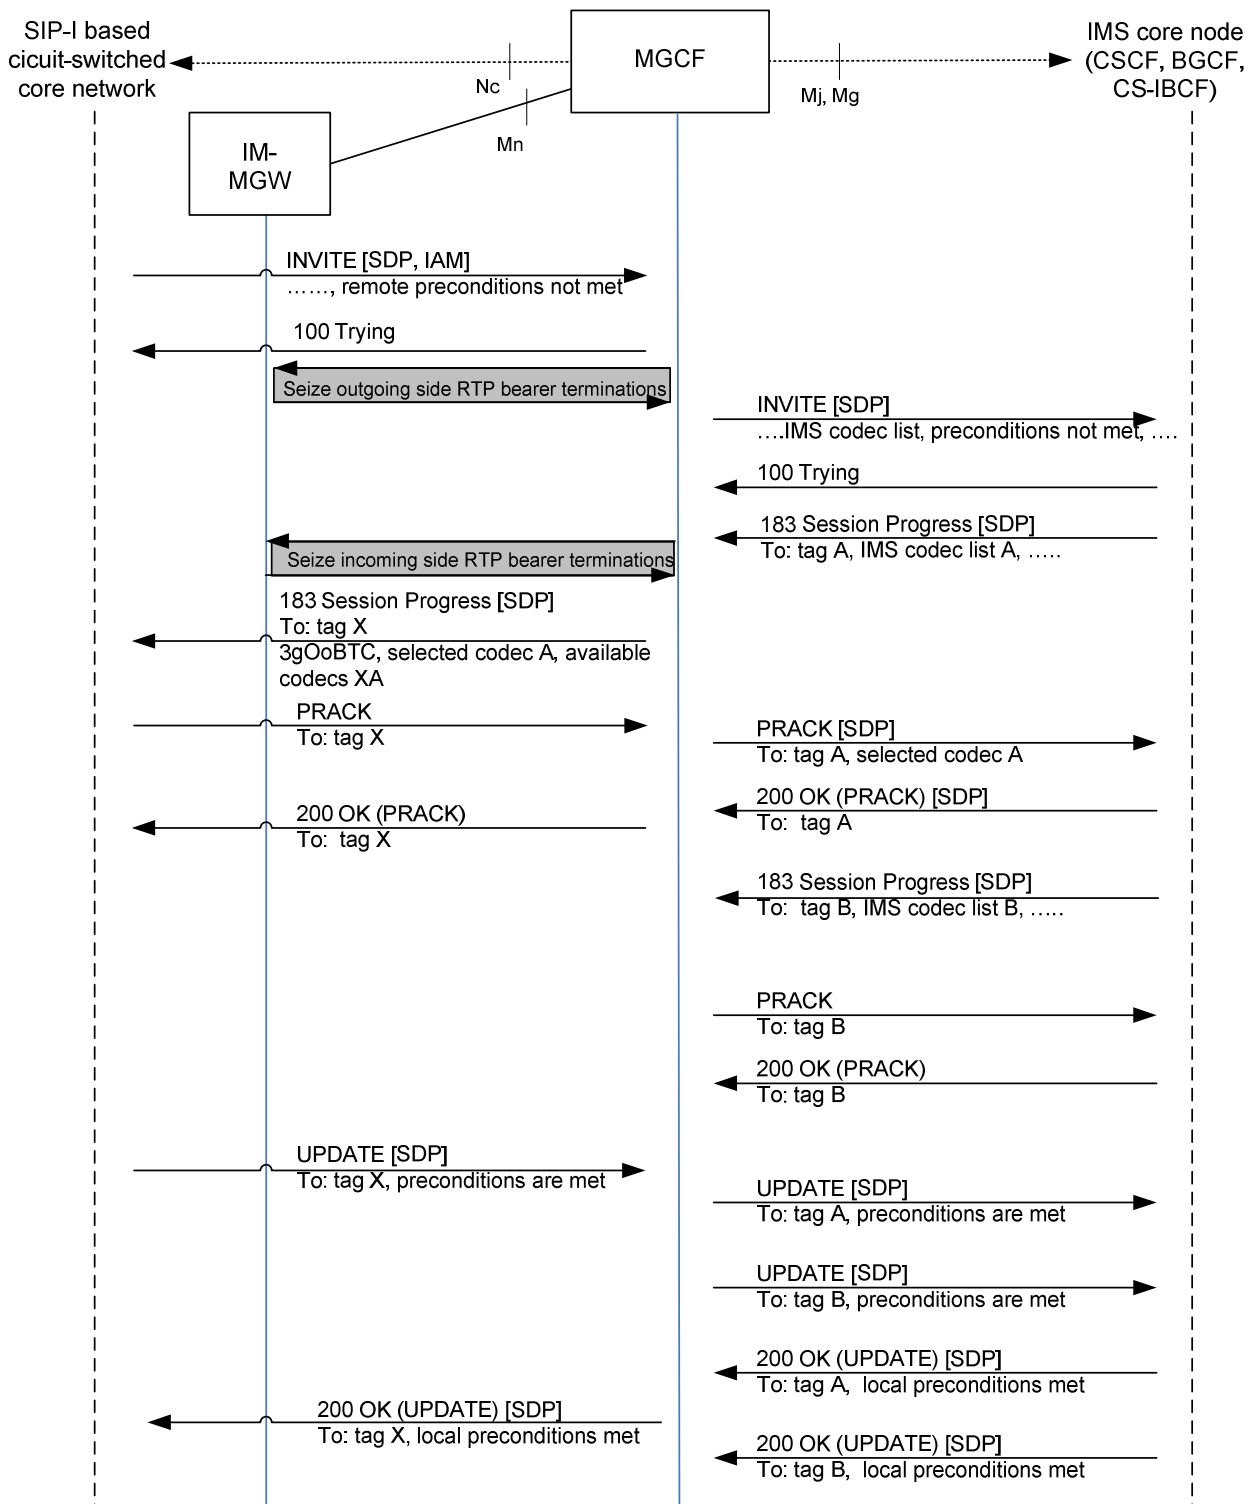 SIP-I based
cicuit-switched
core network
MGCF
IMS core node
(CSCF, BGCF,
CS-IBCF)
Nc
Mj, Mg
Mn
IM-
MGW
INVITE [SDP, IAM]
……, remote preconditions not met
100 Trying
Seize outgoing side RTP bearer terminations
INVITE [SDP]
….IMS codec list, preconditions not met, ….
100 Trying
183 Session Progress [SDP]
To: tag A, IMS codec list A, …..
Seize incoming side RTP bearer terminations
183 Session Progress [SDP]
To: tag X
3gOoBTC, selected codec A, available
codecs XA
PRACK
To: tag X
PRACK [SDP]
To: tag A, selected codec A
200 OK (PRACK) [SDP]
To:  tag A
200 OK (PRACK)
To:  tag X
183 Session Progress [SDP]
To:  tag B, IMS codec list B, …..
PRACK
To: tag B
200 OK (PRACK)
To: tag B
UPDATE [SDP]
To: tag X, preconditions are met
UPDATE [SDP]
To: tag A, preconditions are met
UPDATE [SDP]
To: tag B, preconditions are met
200 OK (UPDATE) [SDP]
To: tag A,  local preconditions met
200 OK (UPDATE) [SDP]
To: tag X, local preconditions met
200 OK (UPDATE) [SDP]
To: tag B,  local preconditions met